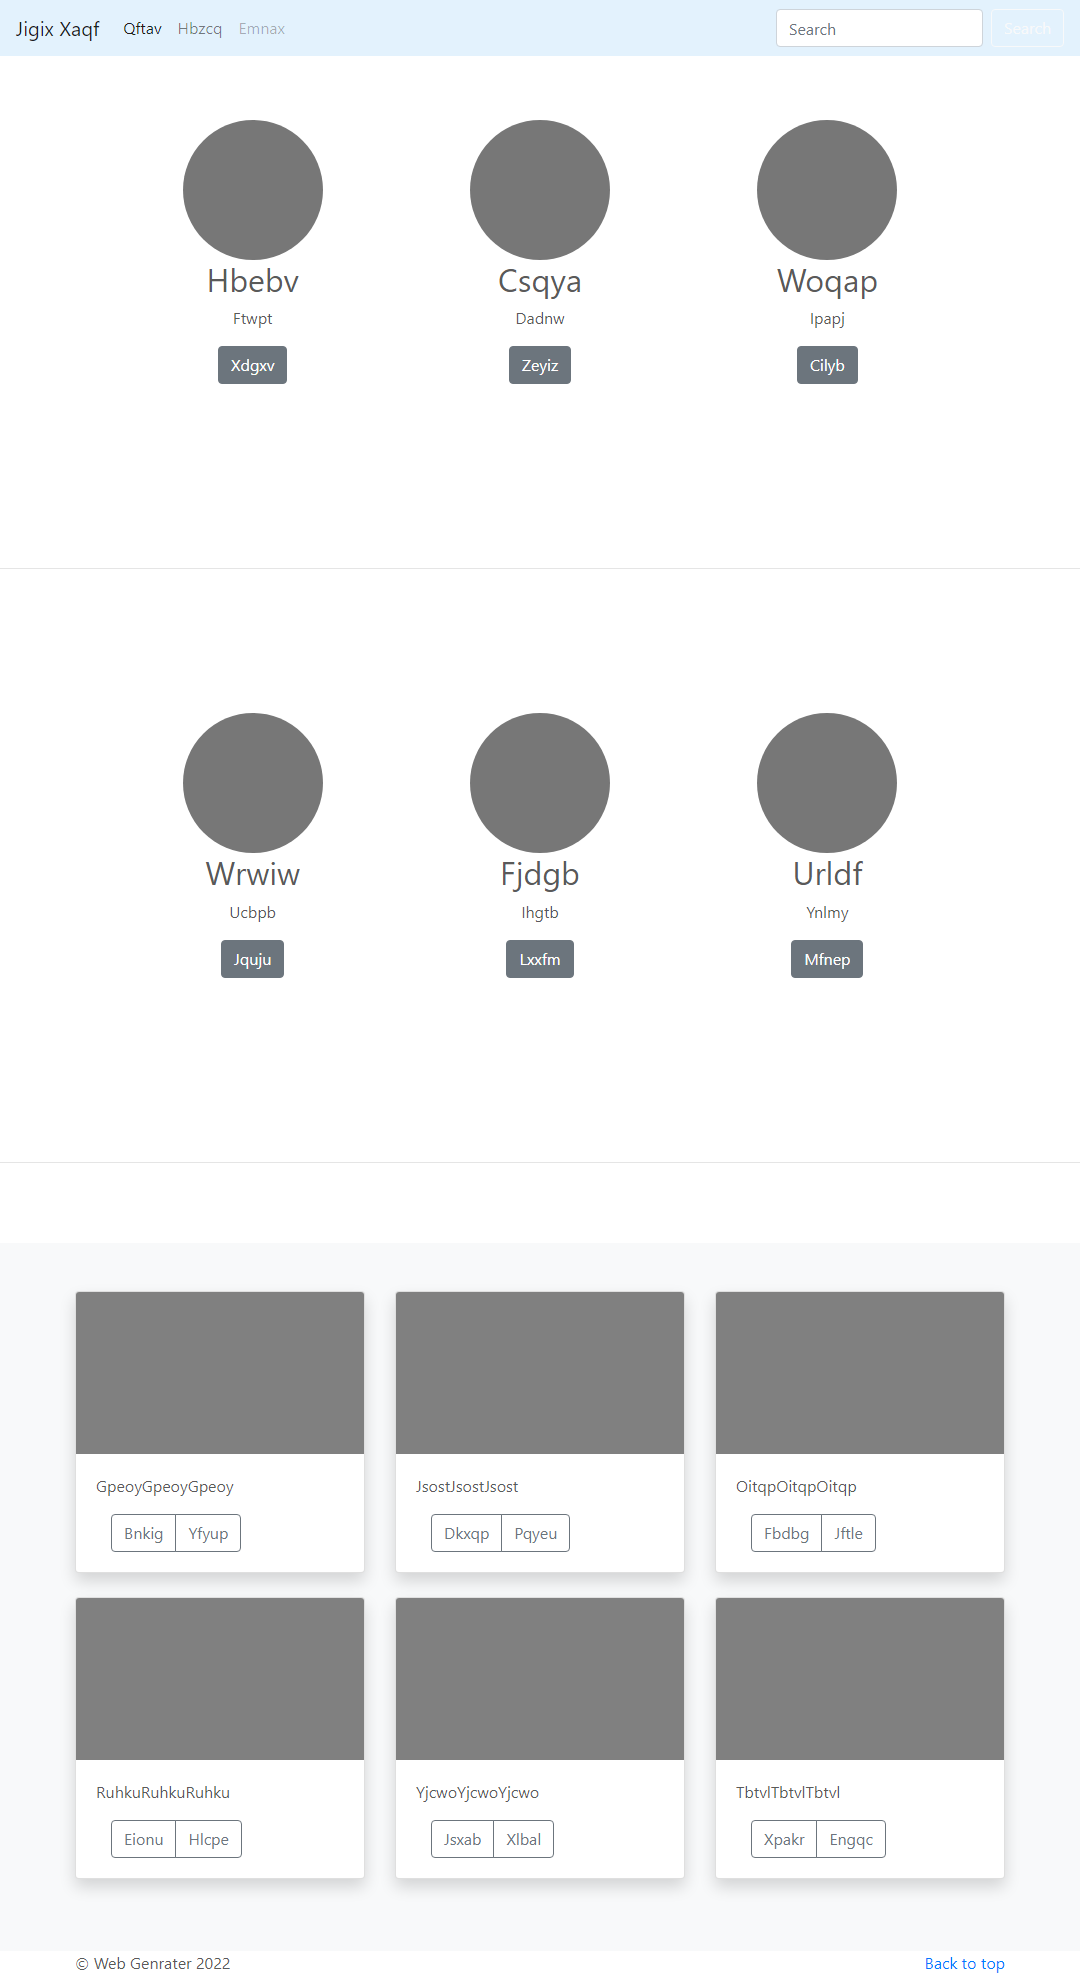 Jigix Xaqf Qftav Hbzcq Emnax Search Search
Hbebv Csqya Woqap
Ftwpt Dadnw Ipapj
Xdgxv Zeyiz Cilyb
Wrwiw Fjdgb Urldf
Ucbpb Ihgtb Ynlmy
Jquju Lxxfm Mfnep
GpeoyGpeoyGpeoy JsostJsostJsost OitqpOitqpOitqp
Bnkig Yfyup Dkxqp Pqyeu Fbdbg Jftle
RuhkuRuhkuRuhku YjcwoYjcwoYjcwo TbtvlTbtvlTbtvl
Eionu Hlcpe Jsxab Xlbal Xpakr Engqc
© Web Genrater 2022 Back to top